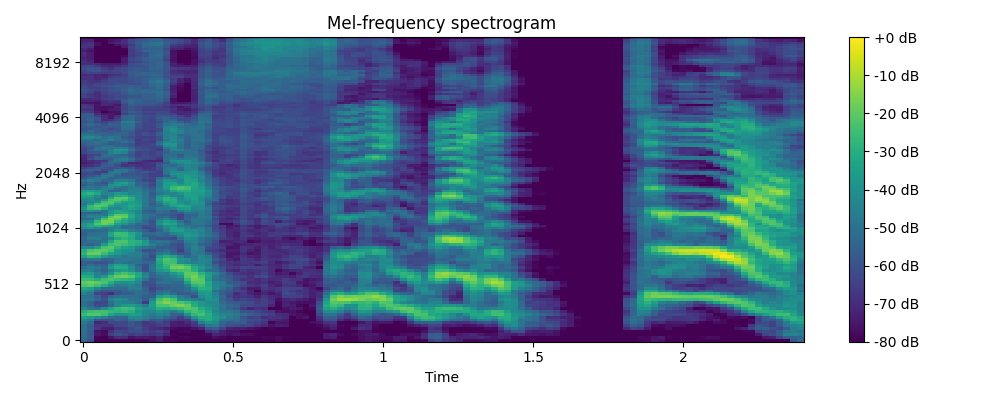 Mel-frequency spectrogram
8192
4096
2048
1024
512
0
Hz
0
0.5
1
1.5
2
Time
+0 dB
-10 dB
-20 dB
-30 dB
-40 dB
-50 dB
-60 dB
-70 dB
-80 dB